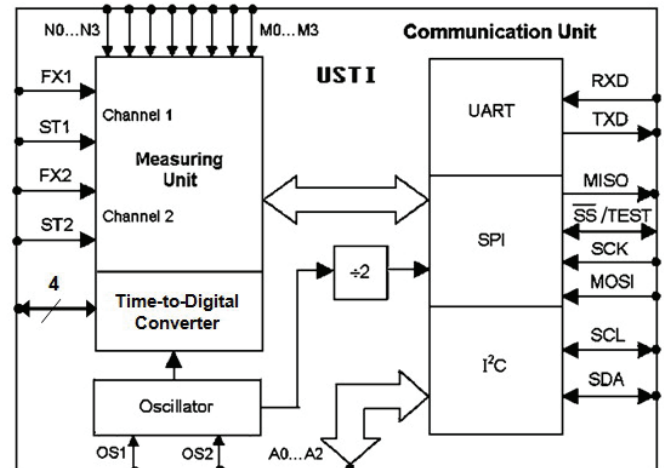 N0...N3
M0...M3
Communication Unit
USTI
FX1
Channel 1
ST1
Measuring
Unit
FX2
Channel 2
ST2
4
Time-to-Digital
Converter
Oscillator
OS1
OS2
÷2
A0...A2
UART
RXD
TXD
SPI
MISO
SS/TEST
SCK
MOSI
I²C
SCL
SDA